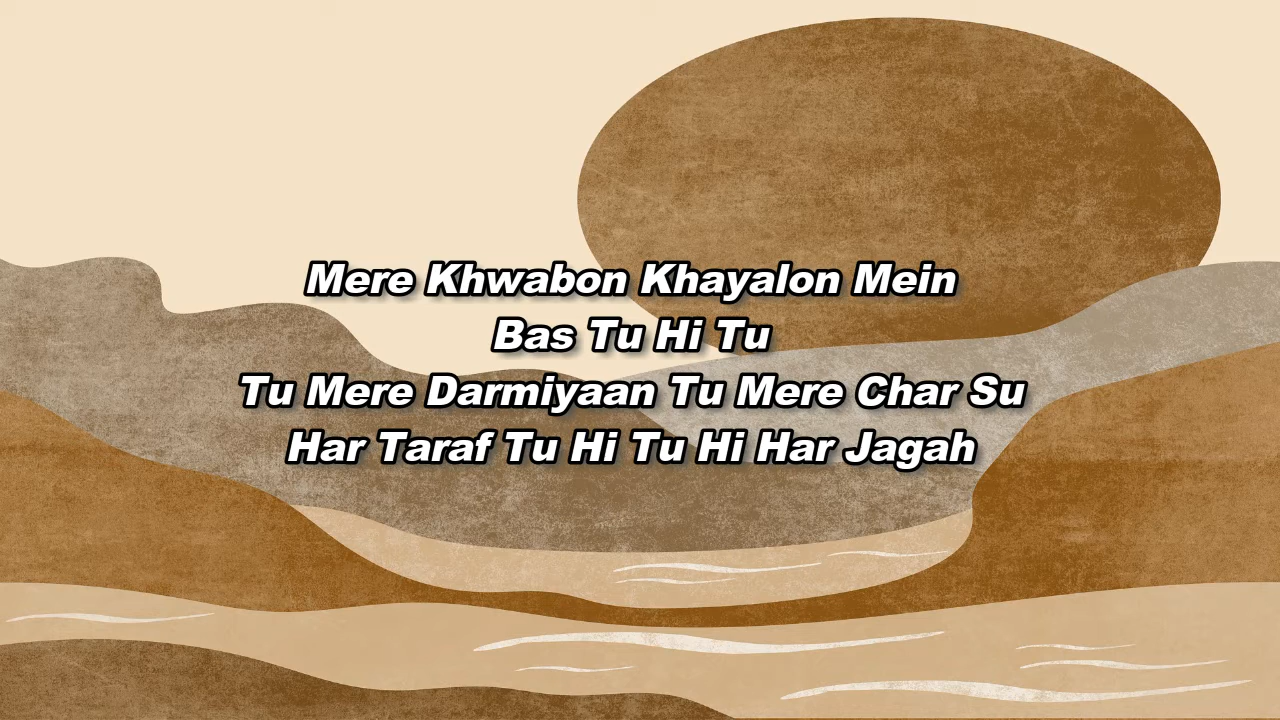 Mere Khwabon Khayalon Mein
Bas Tu Hi Tu
Tu Mere Darmiyaan Tu Mere Char Su
Har Taraf Tu Hi Tu Hi Har Jagah